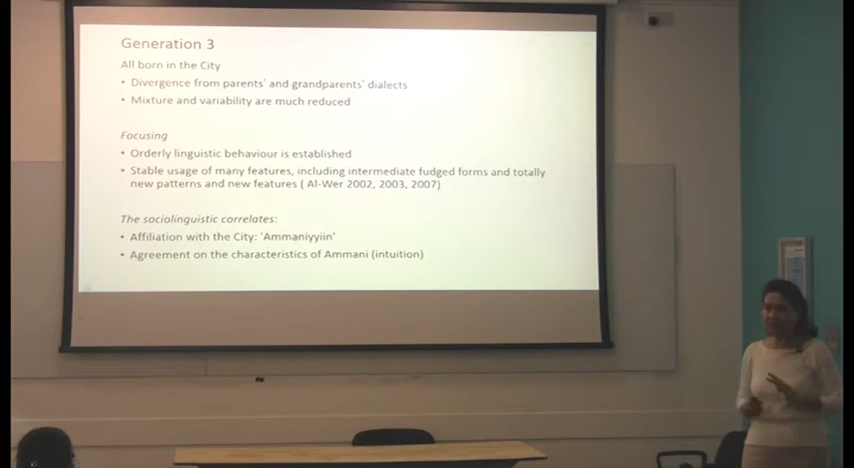 Generation 3
All born in the City
• Divergence from parents' and grandparents' dialects
• Mixture and variability are much reduced
Focusing
• Orderly linguistic behaviour is established
• Stable usage of many features, including intermediate fudged forms and totally
new patterns and new features ( Al-Wer 2002, 2003, 2007)
The sociolinguistic correlates:
• Affiliation with the City: 'Ammaniyyiin'
• Agreement on the characteristics of Ammani (intuition)